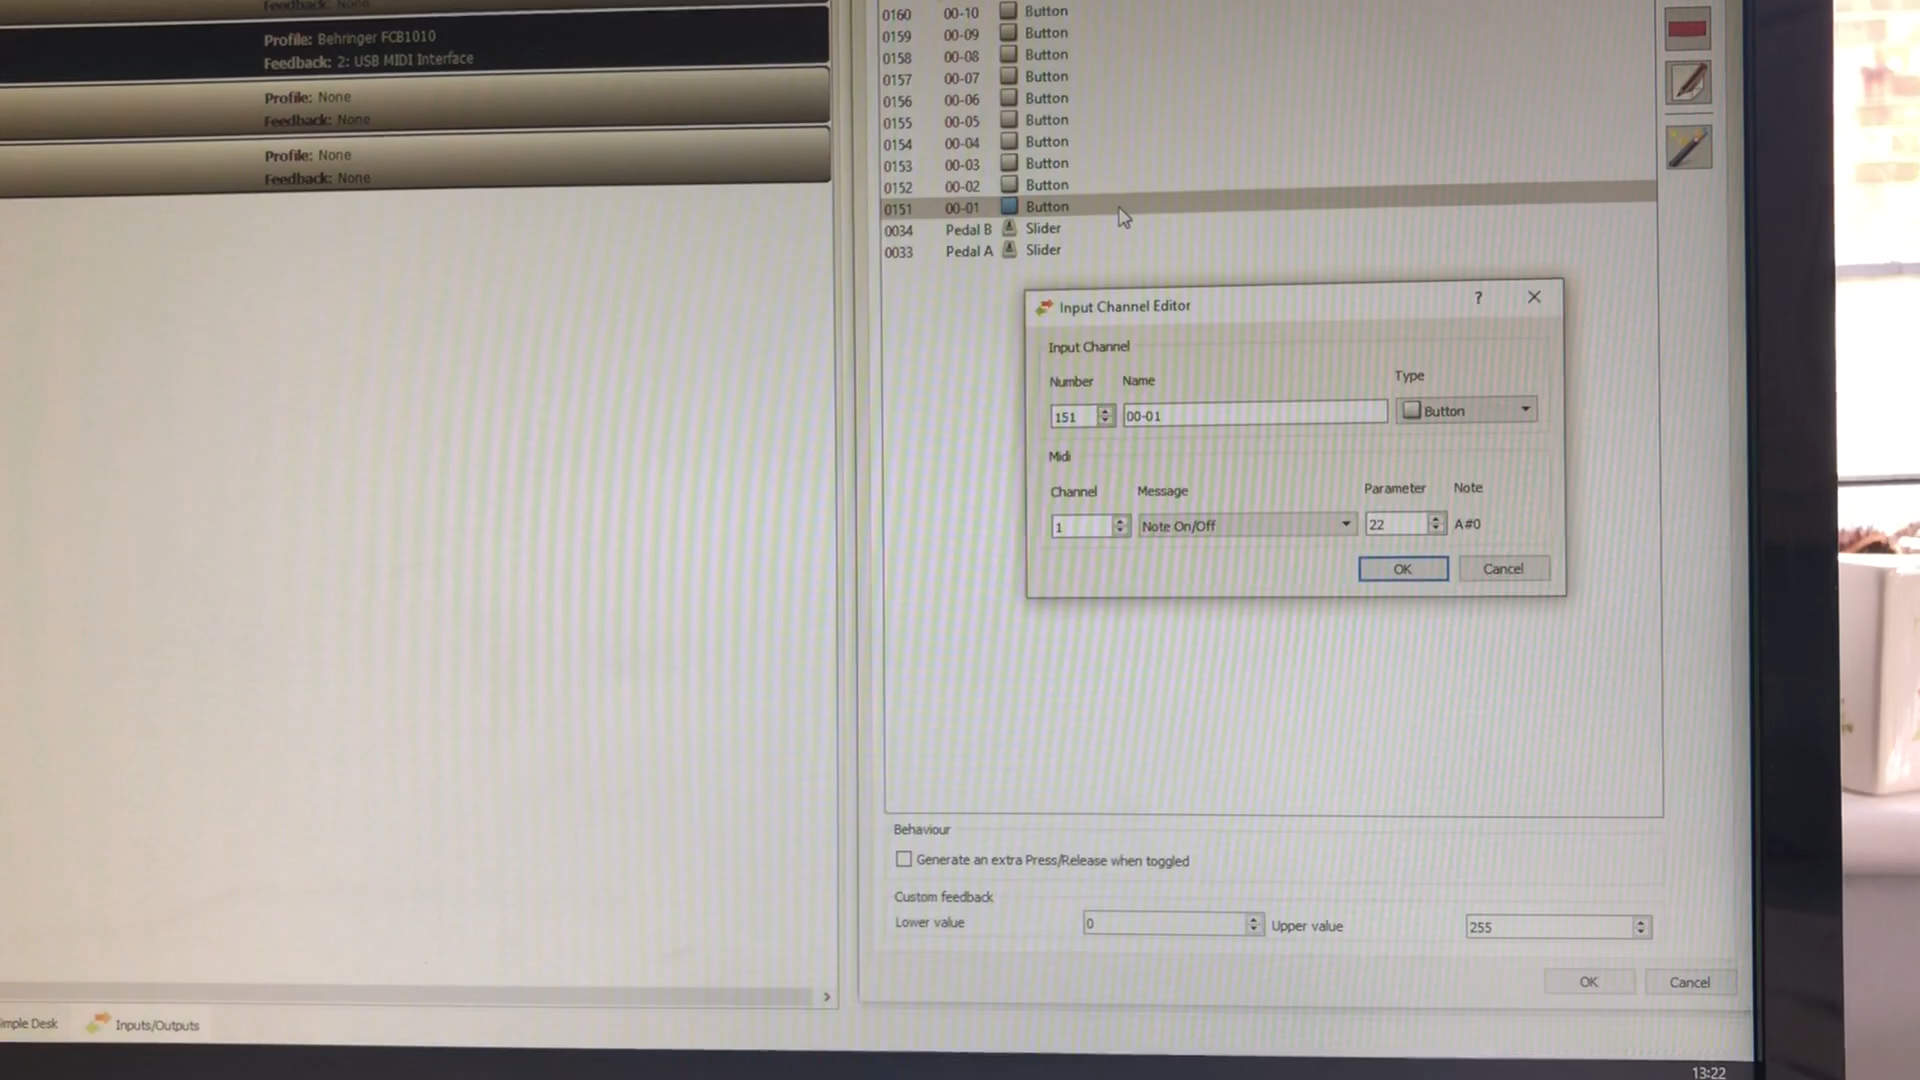 Feedback: None
Profile: Behringer FCB1010
Feedback: 2: USB MIDI Interface
Profile: None
Feedback: None
Profile: None
Feedback: None
0160 00-10 Button
0159 00-09 Button
0158 00-08 Button
0157 00-07 Button
0156 00-06 Button
0155 00-05 Button
0154 00-04 Button
0153 00-03 Button
0152 00-02 Button
0151 00-01 Button
0034 Pedal B Slider
0033 Pedal A Slider
Input Channel Editor ?
Input Channel
Number Name Type
151 00-01 Button
Midi
Channel Message Parameter Note
1 Note On/Off 22 A#0
OK Cancel
Behaviour
Generate an extra Press/Release when toggled
Custom feedback
Lower value 0 Upper value 255
OK Cancel
imple Desk Inputs/Outputs
13:22